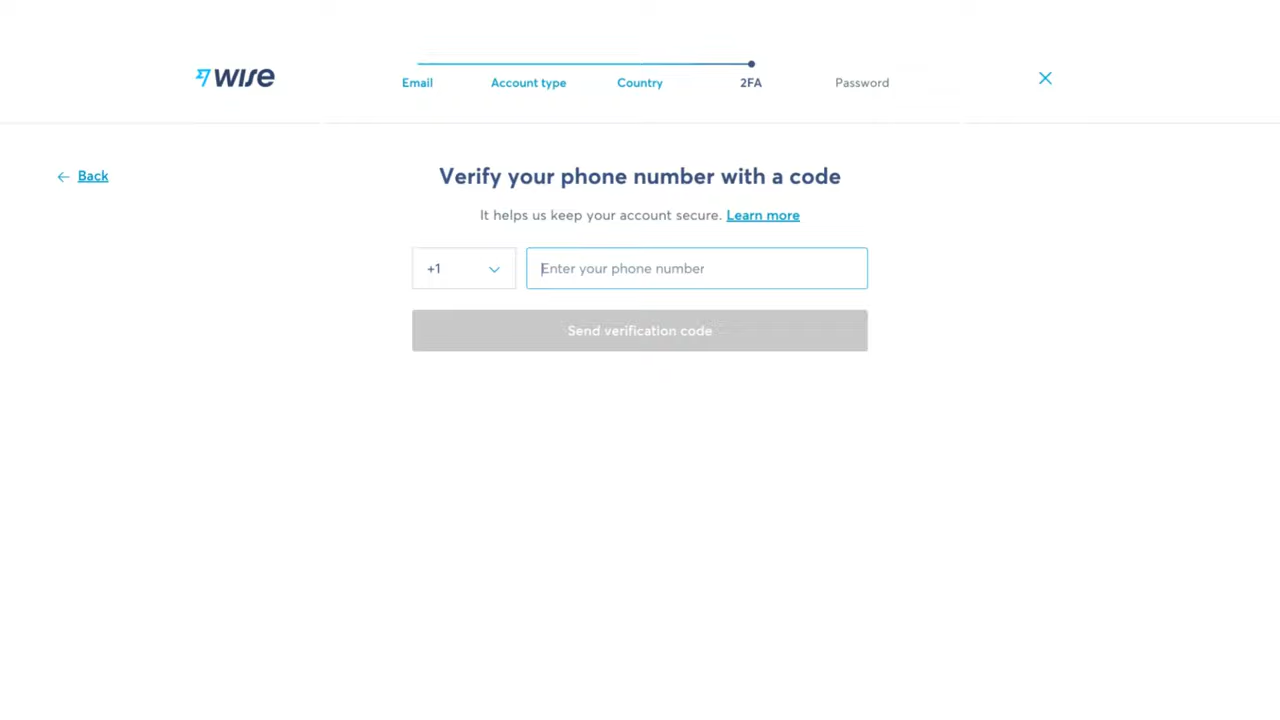 wise
Email Account type Country 2FA Password
Back
Verify your phone number with a code
It helps us keep your account secure. Learn more
+1 Enter your phone number
Send verification code